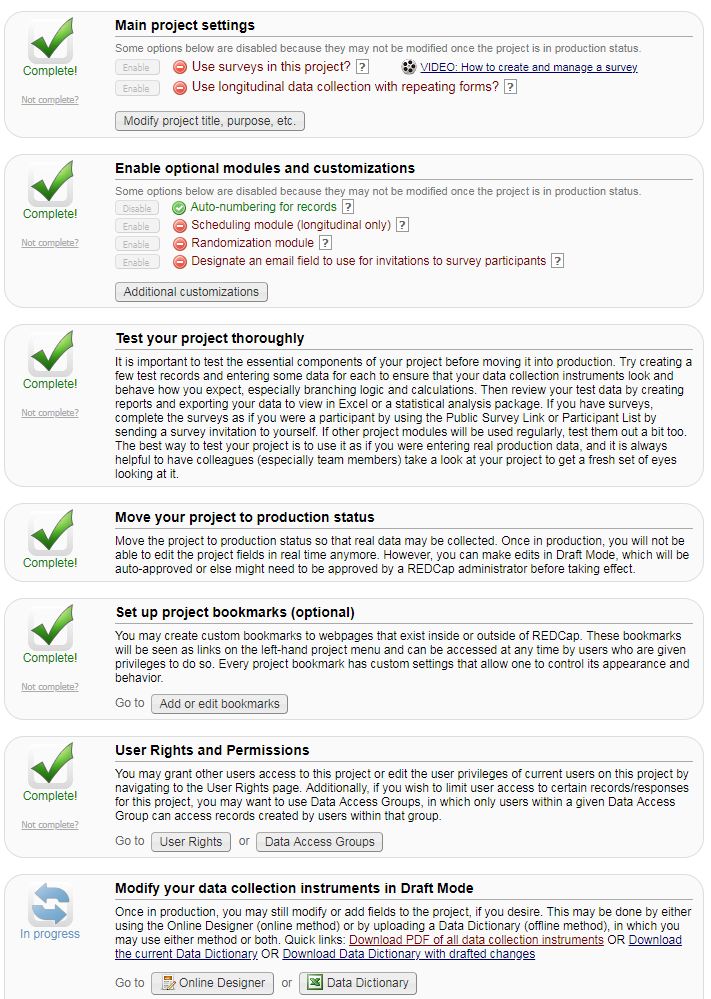 Main project settings
Complete!
Not complete?
Some options below are disabled because they may not be modified once the project is in production status.
Enable Use surveys in this project? ? VIDEO: How to create and manage a survey
Enable Use longitudinal data collection with repeating forms? ?
Modify project title, purpose, etc.
Enable optional modules and customizations
Complete!
Not complete?
Some options below are disabled because they may not be modified once the project is in production status.
Disable Auto-numbering for records ?
Enable Scheduling module (longitudinal only) ?
Enable Randomization module ?
Enable Designate an email field to use for invitations to survey participants ?
Additional customizations
Test your project thoroughly
Complete!
Not complete?
It is important to test the essential components of your project before moving it into production. Try creating a
few test records and entering some data for each to ensure that your data collection instruments look and
behave how you expect, especially branching logic and calculations. Then review your test data by creating
reports and exporting your data to view in Excel or a statistical analysis package. If you have surveys,
complete the surveys as if you were a participant by using the Public Survey Link or Participant List by
sending a survey invitation to yourself. If other project modules will be used regularly, test them out a bit too.
The best way to test your project is to use it as if you were entering real production data, and it is always
helpful to have colleagues (especially team members) take a look at your project to get a fresh set of eyes
looking at it.
Move your project to production status
Complete!
Move the project to production status so that real data may be collected. Once in production, you will not be
able to edit the project fields in real time anymore. However, you can make edits in Draft Mode, which will be
auto-approved or else might need to be approved by a REDCap administrator before taking effect.
Set up project bookmarks (optional)
Complete!
Not complete?
You may create custom bookmarks to webpages that exist inside or outside of REDCap. These bookmarks
will be seen as links on the left-hand project menu and can be accessed at any time by users who are given
privileges to do so. Every project bookmark has custom settings that allow one to control its appearance and
behavior.
Go to Add or edit bookmarks
User Rights and Permissions
Complete!
Not complete?
You may grant other users access to this project or edit the user privileges of current users on this project by
navigating to the User Rights page. Additionally, if you wish to limit user access to certain records/responses
for this project, you may want to use Data Access Groups, in which only users within a given Data Access
Group can access records created by users within that group.
Go to User Rights or Data Access Groups
Modify your data collection instruments in Draft Mode
In progress
Once in production, you may still modify or add fields to the project, if you desire. This may be done by either
using the Online Designer (online method) or by uploading a Data Dictionary (offline method), in which you
may use either method or both. Quick links: Download PDF of all data collection instruments OR Download
the current Data Dictionary OR Download Data Dictionary with drafted changes
Go to Online Designer or Data Dictionary